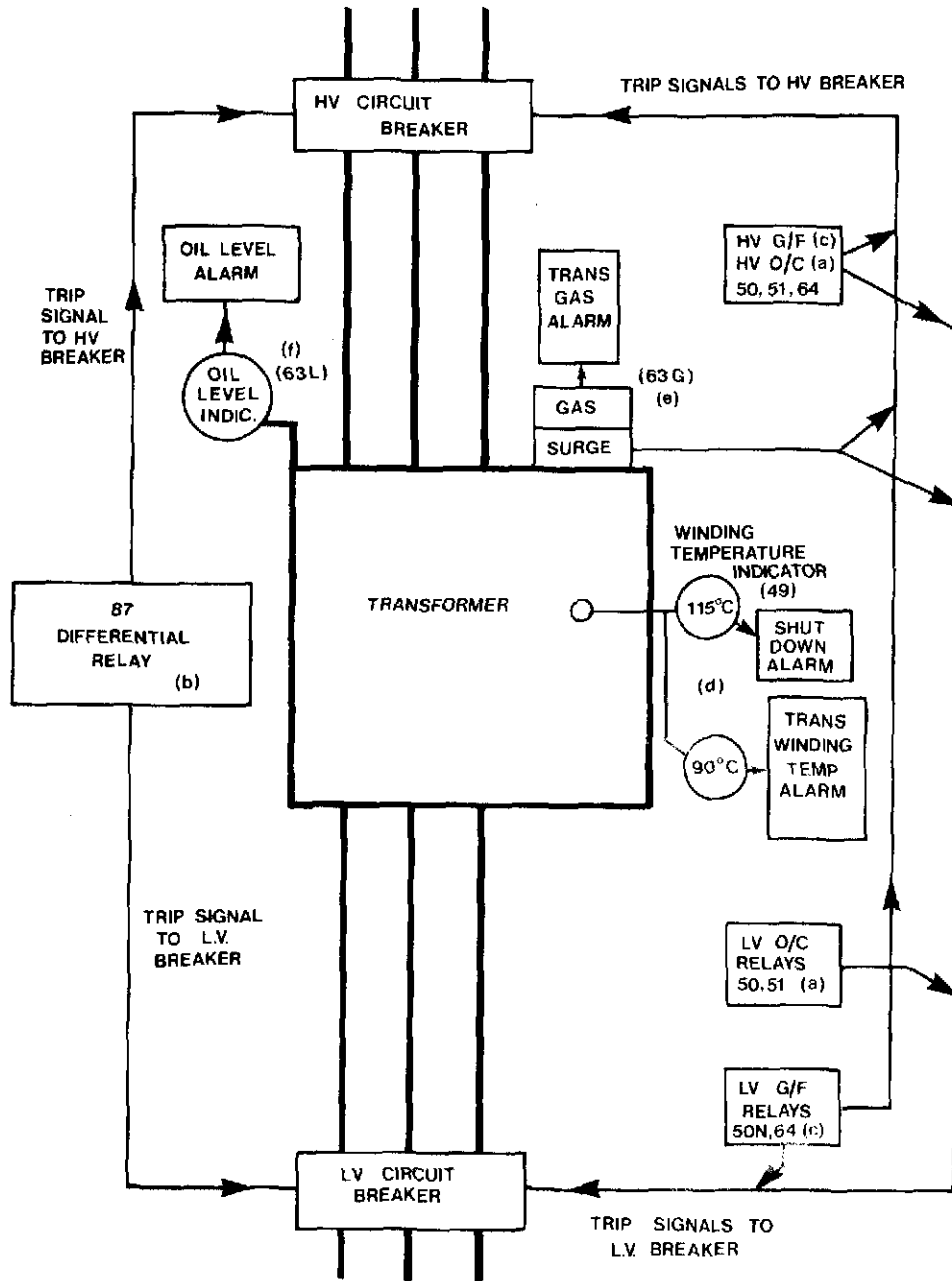 HV CIRCUIT
BREAKER
TRIP SIGNALS TO HV BREAKER
OIL LEVEL
ALARM
TRANS
GAS
ALARM
HV G/F (c)
HV O/C (a)
50, 51, 64
TRIP
SIGNAL
TO HV
BREAKER
(f)
(63L)
OIL
LEVEL
INDIC.
(63G)
(e)
GAS
SURGE
WINDING
TEMPERATURE
INDICATOR
(49)
TRANSFORMER
115°C
SHUT
DOWN
ALARM
87
DIFFERENTIAL
RELAY
(b)
(d)
90°C
TRANS
WINDING
TEMP
ALARM
TRIP SIGNAL
TO L.V.
BREAKER
LV O/C
RELAYS
50,51 (a)
LV G/F
RELAYS
50N,64 (c)
LV CIRCUIT
BREAKER
TRIP SIGNALS TO
L.V. BREAKER